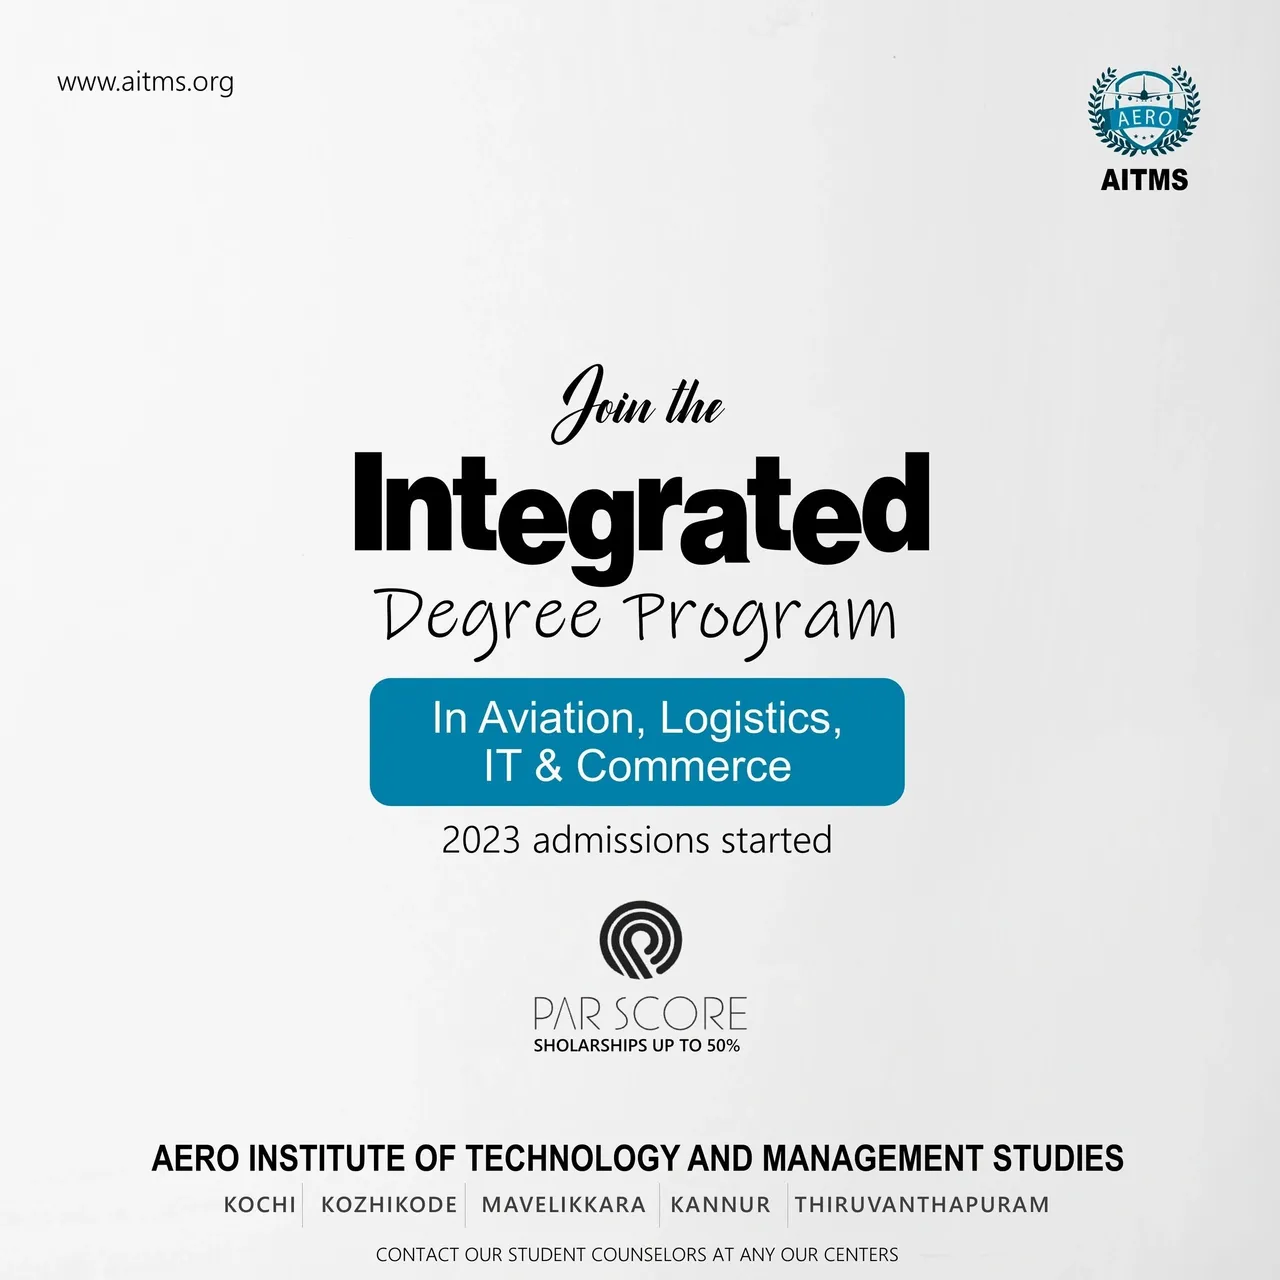 www.aitms.org
AERO
AITMS
Join the
Integrated
Degree Program
In Aviation, Logistics,
IT & Commerce
2023 admissions started
PAR SCORE
SHOLARSHIPS UP TO 50%
AERO INSTITUTE OF TECHNOLOGY AND MANAGEMENT STUDIES
KOCHI KOZHIKODE MAVELIKKARA KANNUR THIRUVANTHAPURAM
CONTACT OUR STUDENT COUNSELORS AT ANY OUR CENTERS